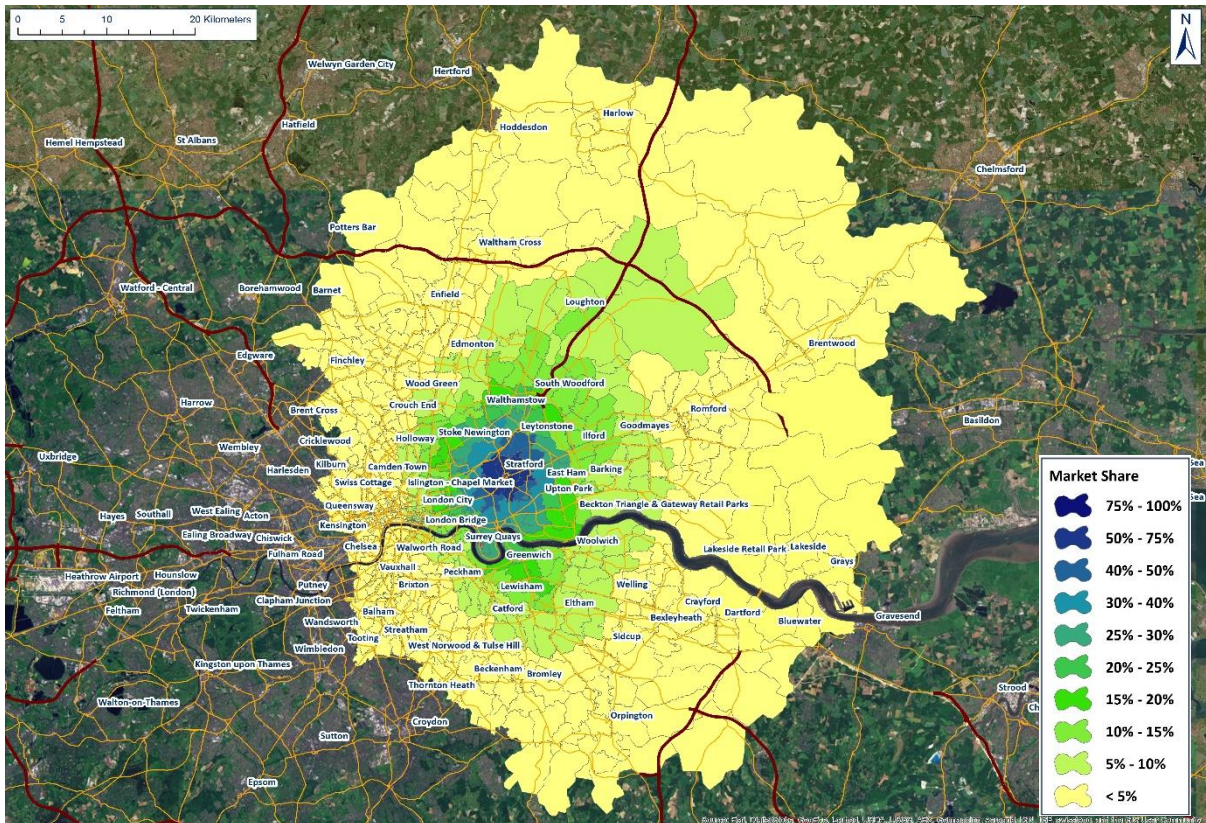 0 5 10 20 Kilometers
N
Welwyn Garden City
Hertford
Harlow
Hoddesdon
Hatfield
St Albans
Hemel Hempstead
Chelmsford
Potters Bar
Waltham Cross
Watford - Central
Borehamwood
Barnet
Enfield
Loughton
Edmonton
Brentwood
Edgware
Finchley
Wood Green
South Woodford
Harrow
Crouch End
Walthamstow
Brent Cross
Romford
Basildon
Stoke Newington
Leytonstone
Goodmayes
Holloway
Ilford
Cricklewood
Wembley
Uxbridge
Harlesden
Kilburn
Camden Town
Stratford
East Ham
Barking
Sea
Swiss Cottage
Islington - Chapel Market
Upton Park
Sea
Queensway
London City
Beckton Triangle & Gateway Retail Parks
West Ealing
Hayes
Southall
Acton
Kensington
London Bridge
Ealing Broadway
Chiswick
Surrey Quays
Woolwich
Chelsea
Walworth Road
Fulham Road
Greenwich
Lakeside Retail Park
Lakeside
Grays
Vauxhall
Heathrow Airport
Hounslow
Peckham
Richmond (London)
Putney
Brixton
Lewisham
Welling
Clapham Junction
Eltham
Crayford
Feltham
Twickenham
Catford
Dartford
Gravesend
Wandsworth
Balham
Bexleyheath
Bluewater
Streatham
Tooting
Sidcup
West Norwood & Tulse Hill
Wimbledon
Kingston upon Thames
Beckenham
Bromley
Thornton Heath
Strood
Walton-on-Thames
Ch
Orpington
Croydon
Sutton
Epsom
Market Share
75% - 100%
50% - 75%
40% - 50%
30% - 40%
25% - 30%
20% - 25%
15% - 20%
10% - 15%
5% - 10%
< 5%